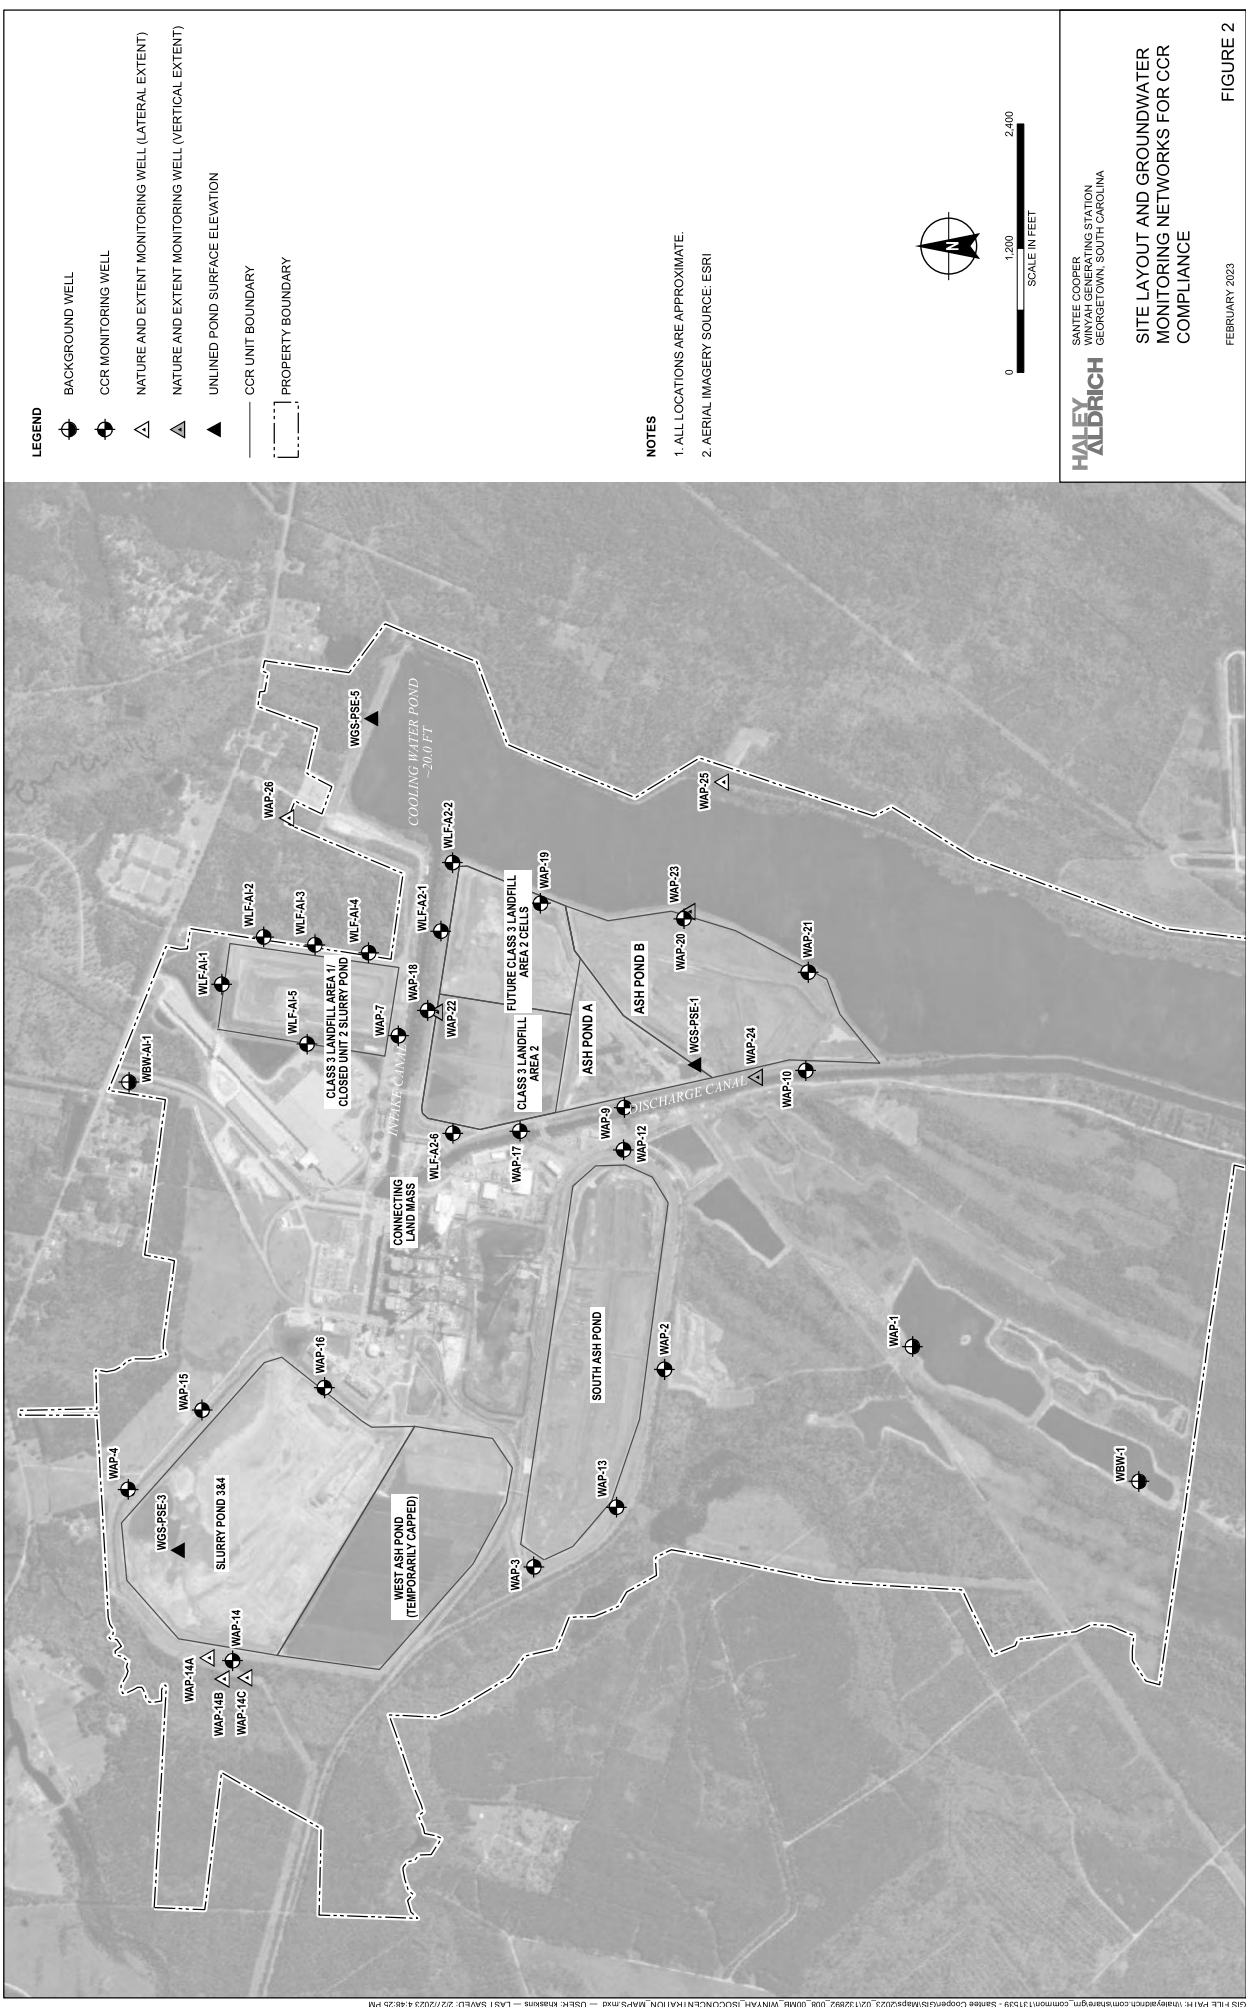 LEGEND
BACKGROUND WELL
CCR MONITORING WELL
NATURE AND EXTENT MONITORING WELL (LATERAL EXTENT)
NATURE AND EXTENT MONITORING WELL (VERTICAL EXTENT)
UNLINED POND SURFACE ELEVATION
CCR UNIT BOUNDARY
PROPERTY BOUNDARY
NOTES
1. ALL LOCATIONS ARE APPROXIMATE.
2. AERIAL IMAGERY SOURCE: ESRI
N
0
1,200
2,400
SCALE IN FEET
HALEY
ALDRICH
SANTEE COOPER
WINYAH GENERATING STATION
GEORGETOWN, SOUTH CAROLINA
SITE LAYOUT AND GROUNDWATER
MONITORING NETWORKS FOR CCR
COMPLIANCE
FEBRUARY 2023
FIGURE 2
WAP-14A
WAP-14B
WAP-14C
WAP-14
WGS-PSE-3
SLURRY POND 3&4
WAP-4
WAP-15
WAP-16
WEST ASH POND
(TEMPORARILY CAPPED)
WAP-3
WAP-13
SOUTH ASH POND
WAP-2
WAP-1
WBW-1
CONNECTING
LAND MASS
WBW-AI-1
WLF-AI-1
WLF-AI-2
WLF-AI-3
WLF-AI-4
WLF-AI-5
CLASS 3 LANDFILL AREA 1/
CLOSED UNIT 2 SLURRY POND
WAP-7
INTAKE CANAL
WAP-18
WAP-22
WLF-A2-6
WLF-A2-1
WLF-A2-2
WAP-17
CLASS 3 LANDFILL
AREA 2
FUTURE CLASS 3 LANDFILL
AREA 2 CELLS
WAP-19
ASH POND A
ASH POND B
WAP-9
WAP-12
DISCHARGE CANAL
WGS-PSE-1
WAP-24
WAP-10
WAP-20
WAP-23
WAP-21
WAP-25
WAP-26
WGS-PSE-5
COOLING WATER POND
~20.0 FT